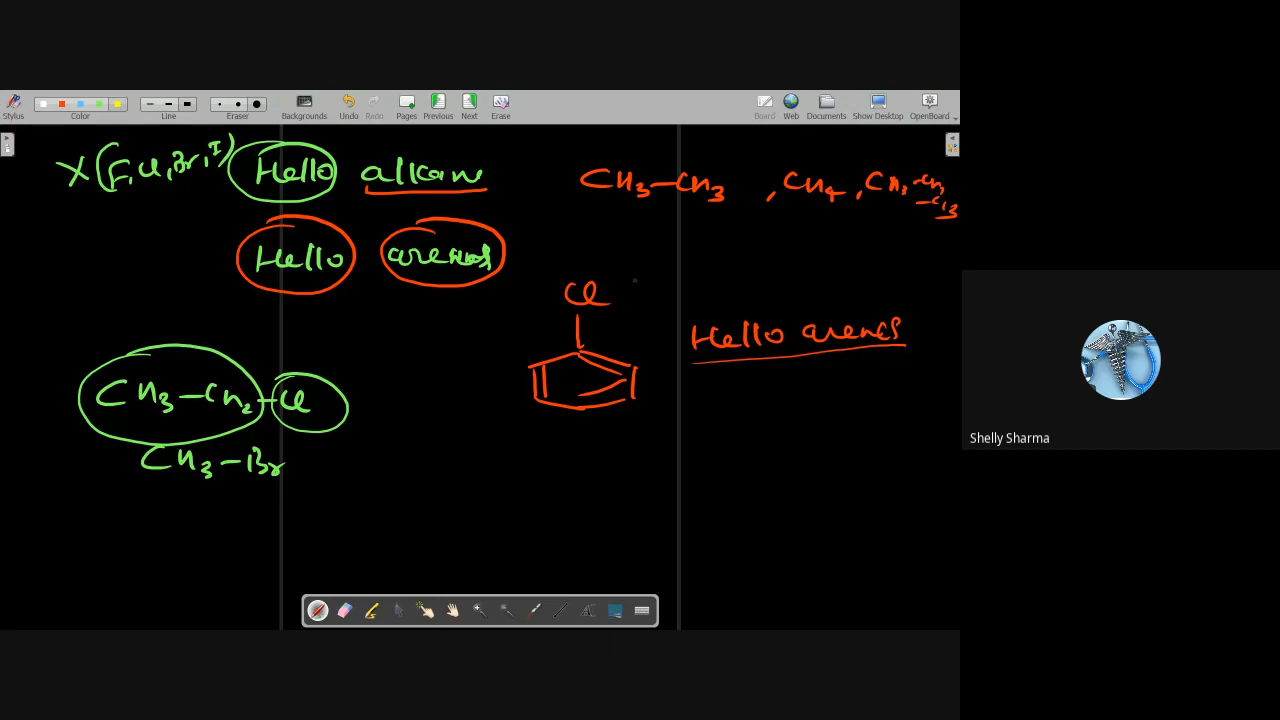 Stylus Color Line Eraser Backgrounds Undo Redo Pages Previous Next Erase Board Web Documents Show Desktop OpenBoard
X (F, Cl, Br, I) Hello alkane
CH3-CH3, CH4, CH3-CH2-CH3
Hello arenes
Cl
Hello arenes
CH3-CH2-Cl
CH3-Br
Shelly Sharma